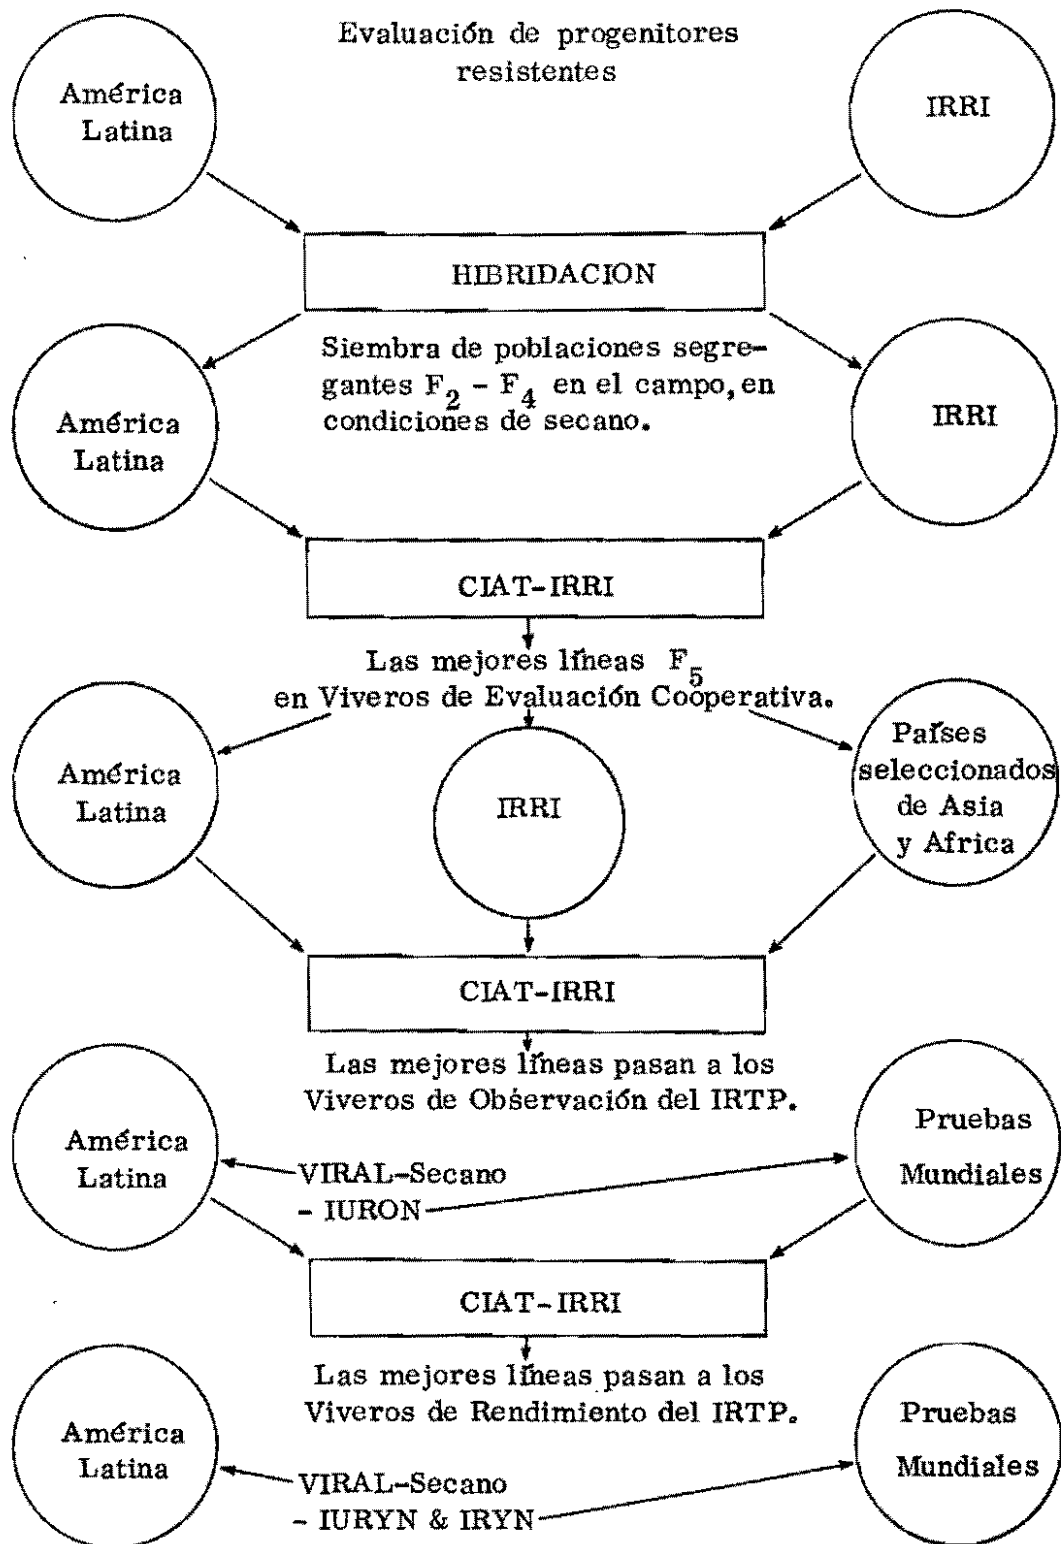 Evaluación de progenitores
resistentes
América
Latina
IRRI
HIBRIDACION
Siembra de poblaciones segre-
gantes F2 - F4 en el campo, en
condiciones de secano.
América
Latina
IRRI
CIAT-IRRI
Las mejores líneas F5
en Viveros de Evaluación Cooperativa.
América
Latina
IRRI
Países
seleccionados
de Asia
y Africa
CIAT-IRRI
Las mejores líneas pasan a los
Viveros de Observación del IRTP.
América
Latina
VIRAL-Secano
- IURON
Pruebas
Mundiales
CIAT-IRRI
Las mejores líneas pasan a los
Viveros de Rendimiento del IRTP.
América
Latina
VIRAL-Secano
- IURYN & IRYN
Pruebas
Mundiales